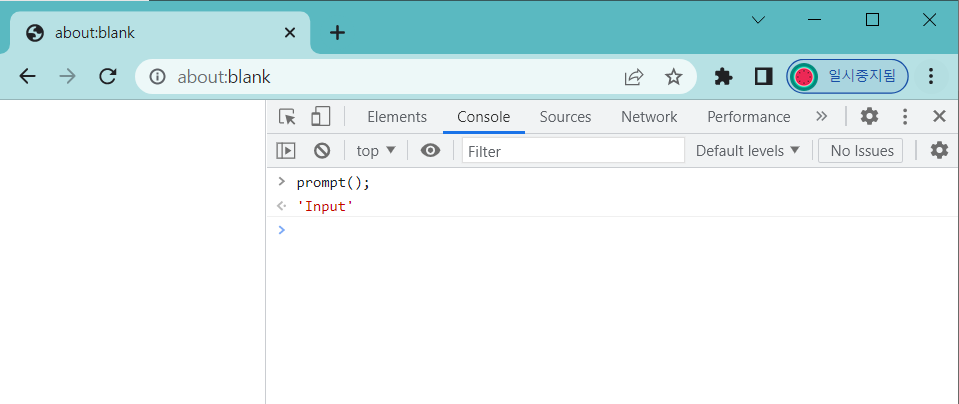 about:blank
about:blank 일시중지됨
Elements Console Sources Network Performance
top Filter Default levels No Issues
prompt();
'Input'